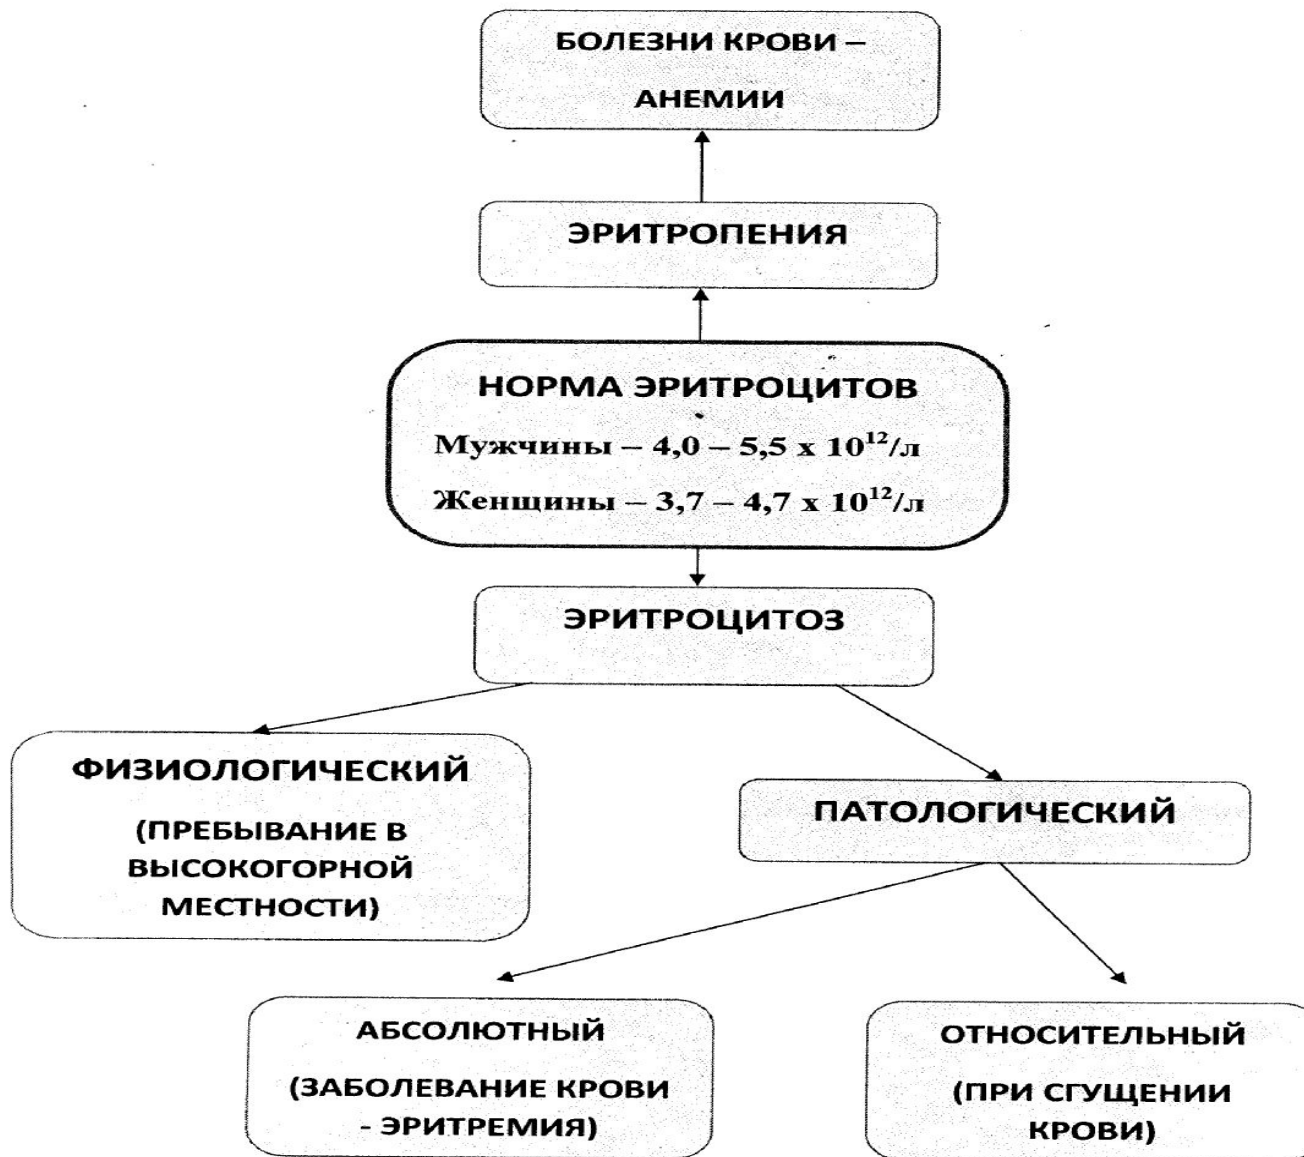 БОЛЕЗНИ КРОВИ –
АНЕМИИ
ЭРИТРОПЕНИЯ
НОРМА ЭРИТРОЦИТОВ
Мужчины – 4,0 – 5,5 х 10¹²/л
Женщины – 3,7 – 4,7 х 10¹²/л
ЭРИТРОЦИТОЗ
ФИЗИОЛОГИЧЕСКИЙ
(ПРЕБЫВАНИЕ В
ВЫСОКОГОРНОЙ
МЕСТНОСТИ)
ПАТОЛОГИЧЕСКИЙ
АБСОЛЮТНЫЙ
(ЗАБОЛЕВАНИЕ КРОВИ
- ЭРИТРЕМИЯ)
ОТНОСИТЕЛЬНЫЙ
(ПРИ СГУЩЕНИИ
КРОВИ)